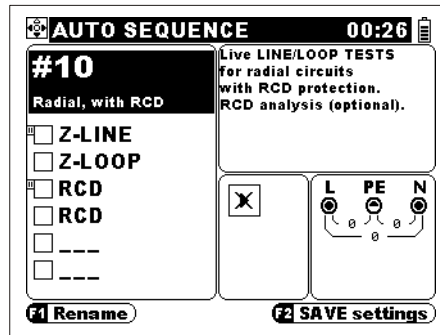 AUTO SEQUENCE 00:26
#10
Radial, with RCD
Live LINE/LOOP TESTS
for radial circuits
with RCD protection.
RCD analysis (optional).
Z-LINE
Z-LOOP
RCD
RCD
___
___
L PE N
0 0
0
F1 Rename
F2 SAVE settings